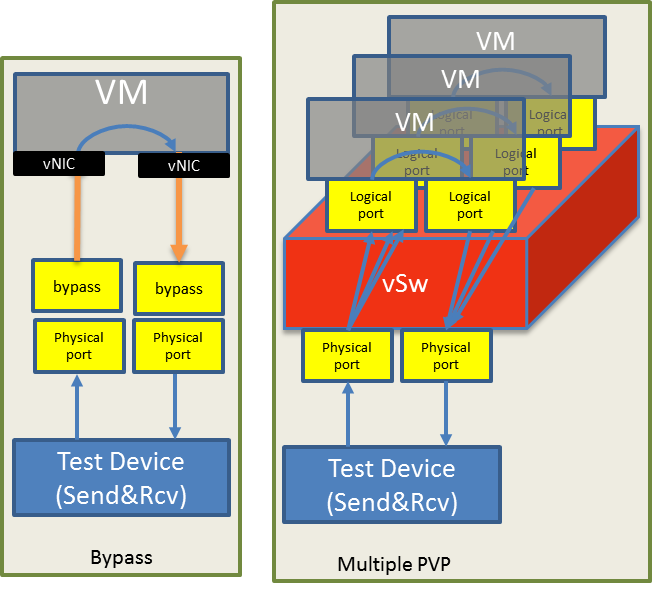 VM
vNIC
vNIC
bypass
bypass
Physical
port
Physical
port
Test Device
(Send&Rcv)
Bypass
VM
VM
VM
Logical
port
Logical
port
Logical
port
Logical
port
Logical
port
Logical
port
vSw
Physical
port
Physical
port
Test Device
(Send&Rcv)
Multiple PVP